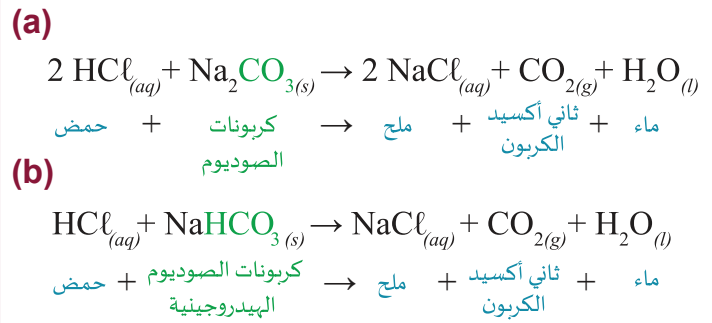 (a)
2 HCℓ(aq) + Na₂CO₃(s) → 2 NaCℓ(aq) + CO₂(g) + H₂O(l)
حمض + كربونات الصوديوم → ملح + ثاني أكسيد الكربون + ماء
(b)
HCℓ(aq) + NaHCO₃(s) → NaCℓ(aq) + CO₂(g) + H₂O(l)
حمض + كربونات الصوديوم الهيدروجينية → ملح + ثاني أكسيد الكربون + ماء